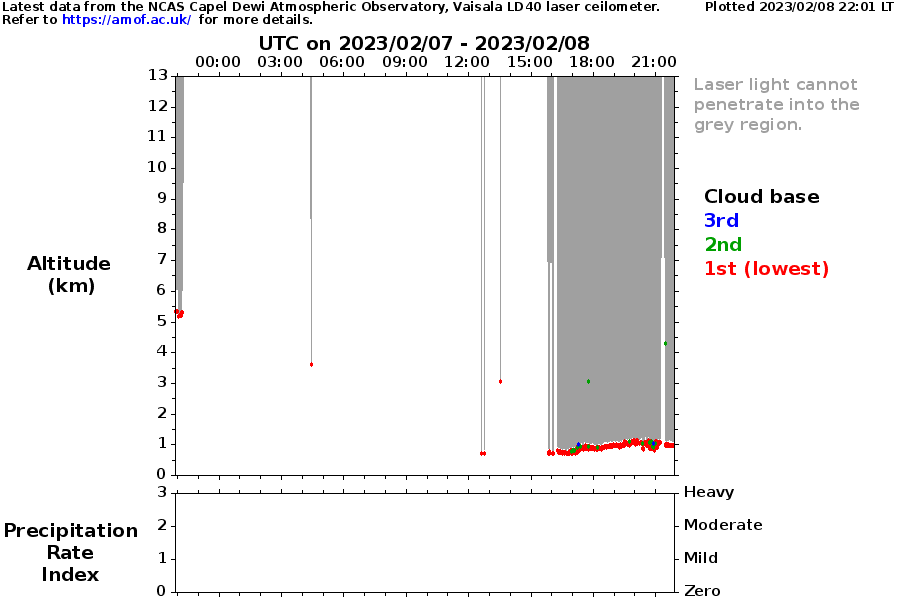 Latest data from the NCAS Capel Dewi Atmospheric Observatory, Vaisala LD40 laser ceilometer. Plotted 2023/02/08 22:01 LT
Refer to https://amof.ac.uk/ for more details.
UTC on 2023/02/07 - 2023/02/08
00:00 03:00 06:00 09:00 12:00 15:00 18:00 21:00
13
12
11
10
9
8
7
6
5
4
3
2
1
0
Altitude
(km)
Laser light cannot
penetrate into the
grey region.
Cloud base
3rd
2nd
1st (lowest)
3 Heavy
2 Moderate
1 Mild
0 Zero
Precipitation
Rate
Index